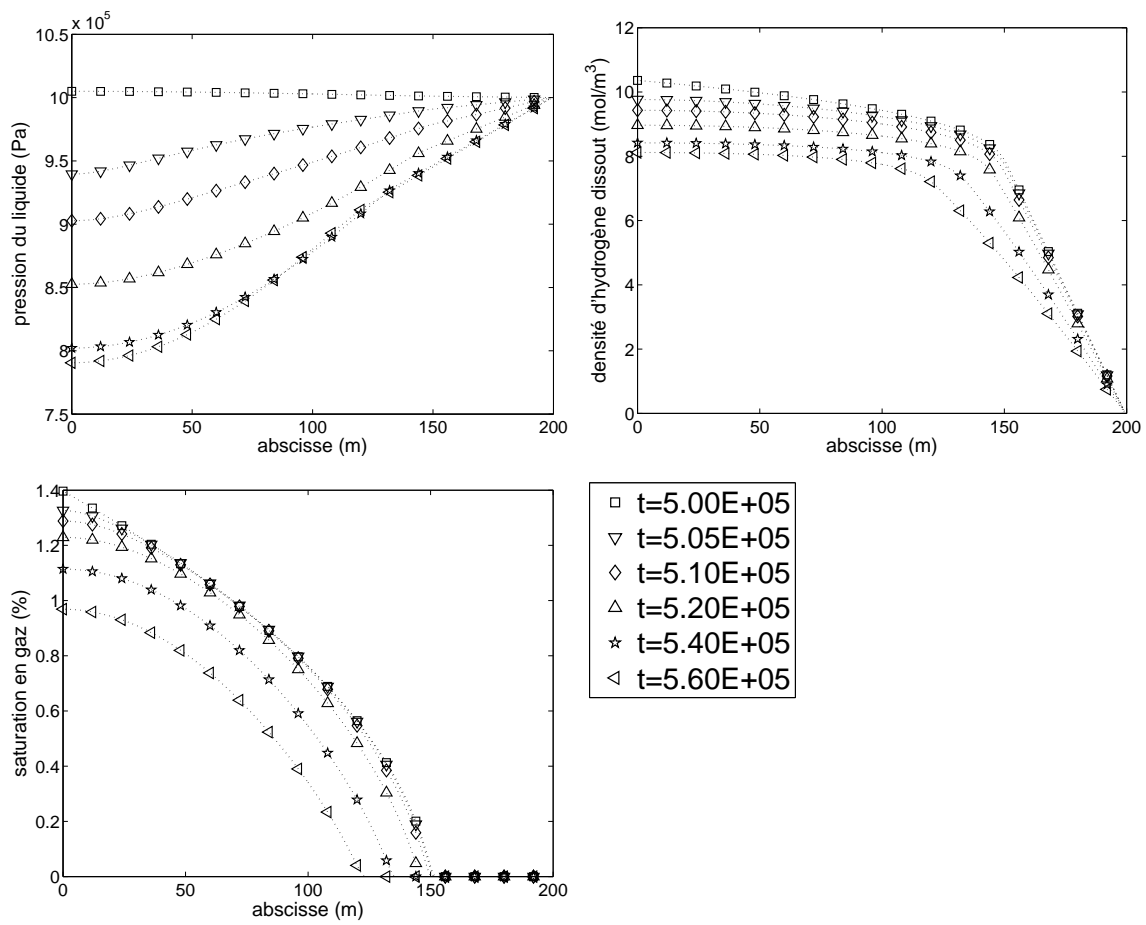 x 10⁵
10.5
10
9.5
9
8.5
8
7.5
0 50 100 150 200
abscisse (m)
pression du liquide (Pa)
12
10
8
6
4
2
0
0 50 100 150 200
abscisse (m)
densité d'hydrogène dissout (mol/m³)
1.4
1.2
1
0.8
0.6
0.4
0.2
0
0 50 100 150 200
abscisse (m)
saturation en gaz (%)
t=5.00E+05
t=5.05E+05
t=5.10E+05
t=5.20E+05
t=5.40E+05
t=5.60E+05